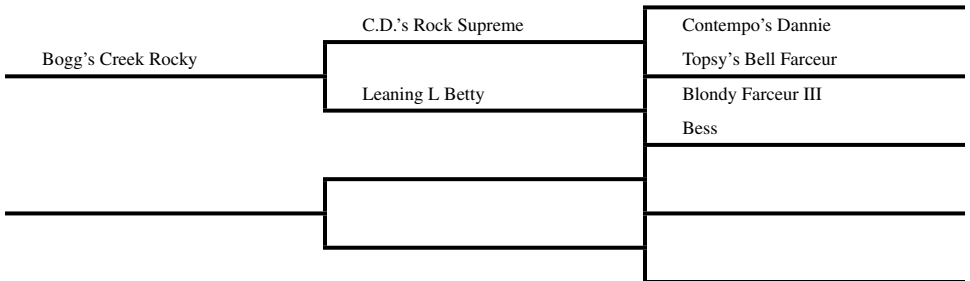 C.D.'s Rock Supreme
Contempo's Dannie
Bogg's Creek Rocky
Topsy's Bell Farceur
Leaning L Betty
Blondy Farceur III
Bess